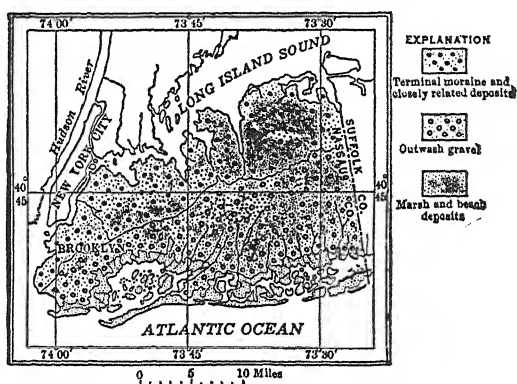 74 00' 73 45' 73 30'
EXPLANATION
Terminal moraine and
closely related deposits
Outwash gravel
Marsh and beach
deposits
Hudson River
NEW YORK CITY
LONG ISLAND SOUND
SUFFOLK CO.
NASSAU CO.
40
45'
40
45
BROOKLYN
ATLANTIC OCEAN
74 00' 73 45' 73 30'
0 5 10 Miles